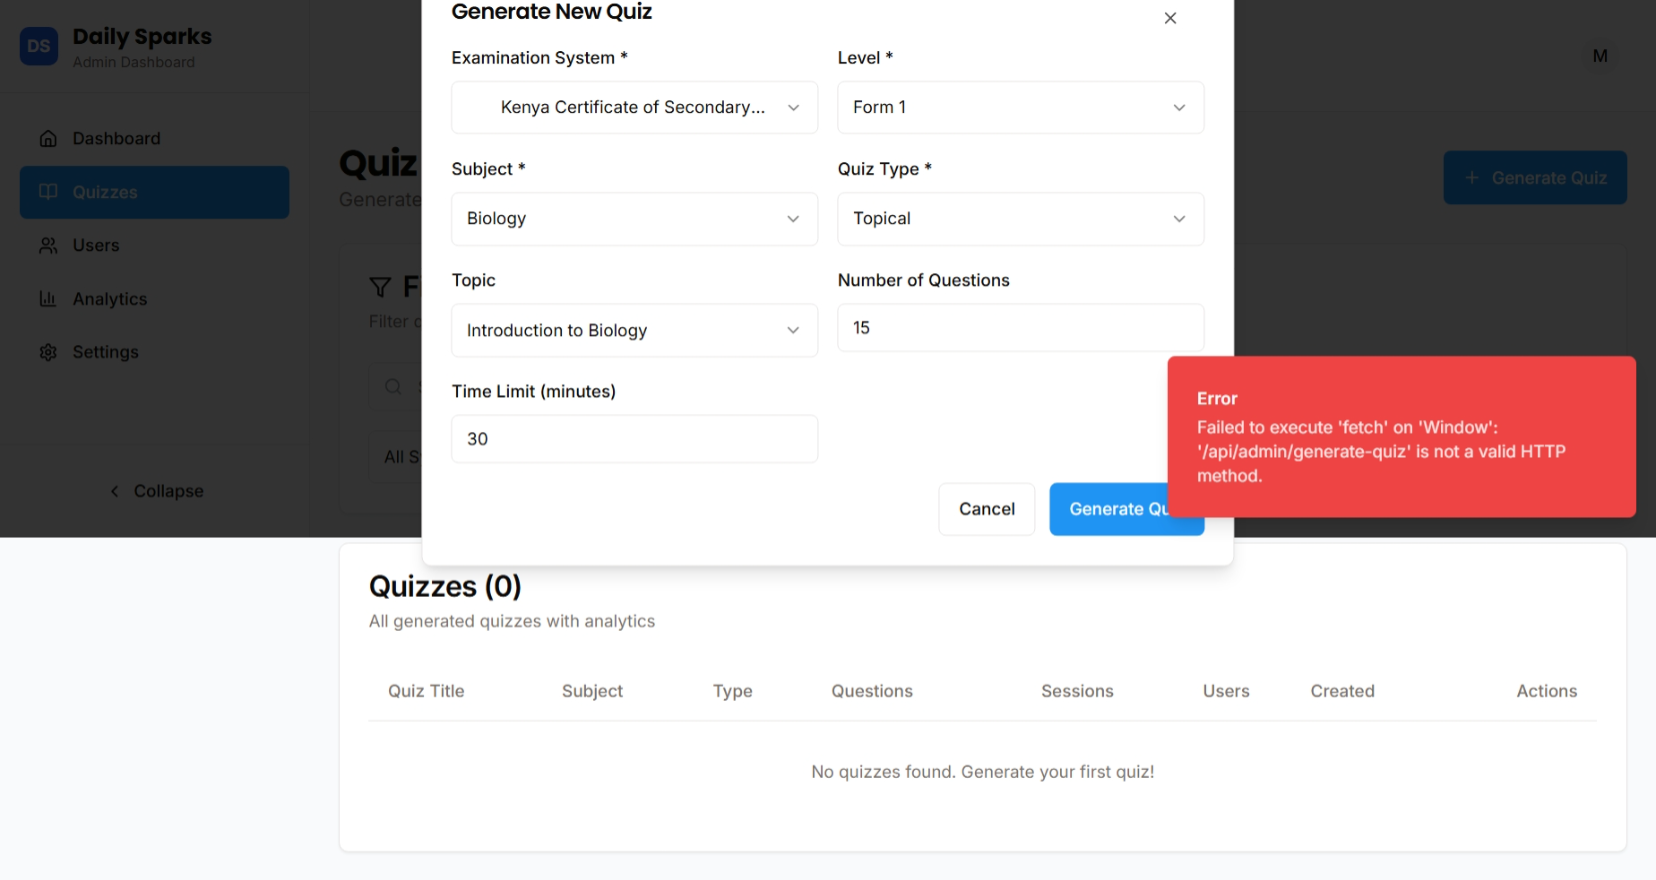 DS
Daily Sparks
Admin Dashboard
Dashboard
Quizzes
Users
Analytics
Settings
Collapse
M
Quiz
Generate
Generate Quiz
Filter
All S
Generate New Quiz
Examination System *
Level *
Kenya Certificate of Secondary...
Form 1
Subject *
Quiz Type *
Biology
Topical
Topic
Number of Questions
Introduction to Biology
15
Time Limit (minutes)
30
Cancel
Generate Qu
Error
Failed to execute 'fetch' on 'Window':
'/api/admin/generate-quiz' is not a valid HTTP
method.
Quizzes (0)
All generated quizzes with analytics
Quiz Title Subject Type Questions Sessions Users Created Actions
No quizzes found. Generate your first quiz!